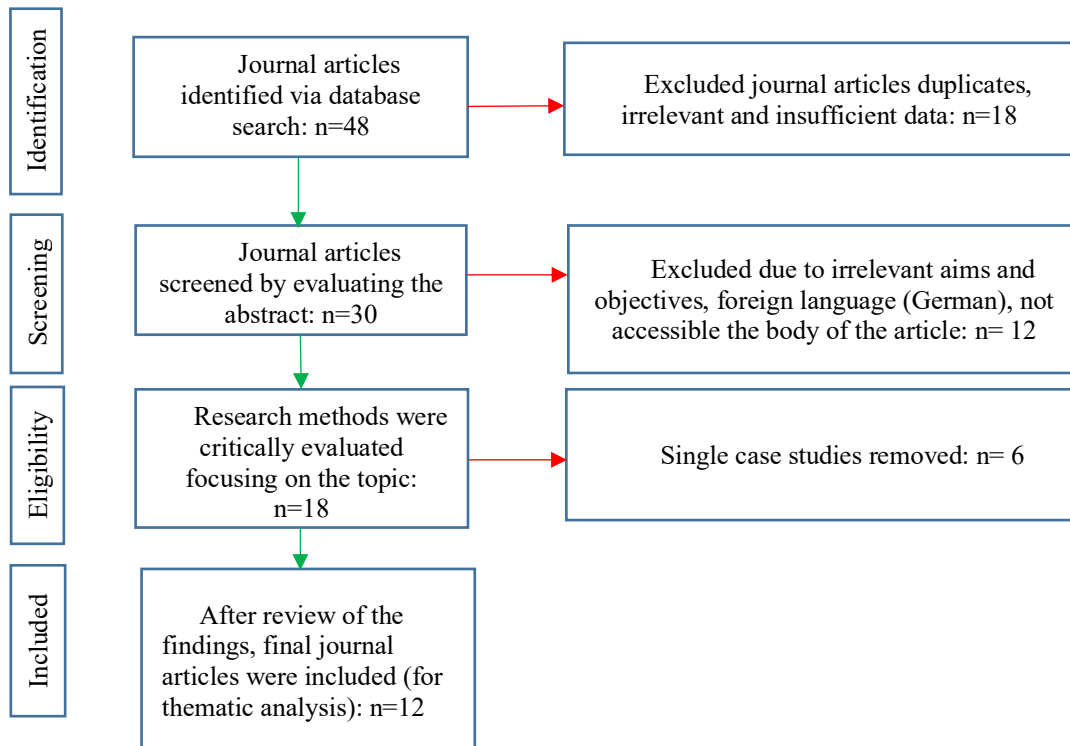 Identification
Journal articles
identified via database
search: n=48
Excluded journal articles duplicates,
irrelevant and insufficient data: n=18
Screening
Journal articles
screened by evaluating the
abstract: n=30
Excluded due to irrelevant aims and
objectives, foreign language (German), not
accessible the body of the article: n= 12
Eligibility
Research methods were
critically evaluated
focusing on the topic:
n=18
Single case studies removed: n= 6
Included
After review of the
findings, final journal
articles were included (for
thematic analysis): n=12